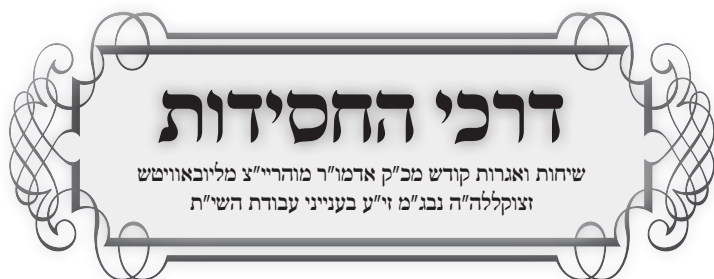 דרכי החסידות
שיחות ואגרות קודש מכ"ק אדמו"ר מוהריי"צ מליובאוויטש
זצוקללה"ה נבג"מ זי"ע בענייני עבודת השי"ת